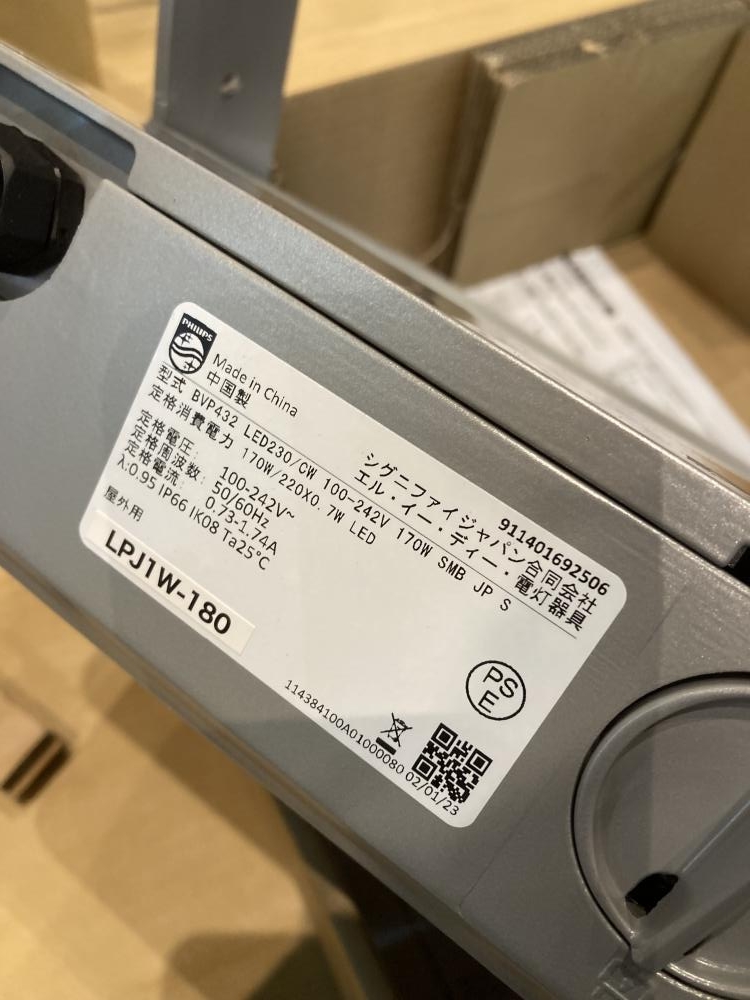 PHILIPS
Made in China
中国製
911401692506
シグニファイジャパン合同会社
エル・イー・ディー・電灯器具
型式 BVP432 LED230/CW 100-242V 170W SMB JP S
定格消費電力 170W/220X0.7W LED
定格電圧: 100-242V~
定格周波数: 50/60Hz
定格電流: 0.73-1.74A
λ:0.95 IP66 IK08 Ta25°C
屋外用
LPJ1W-180
PS
E
114384100A01000080 02/01/23